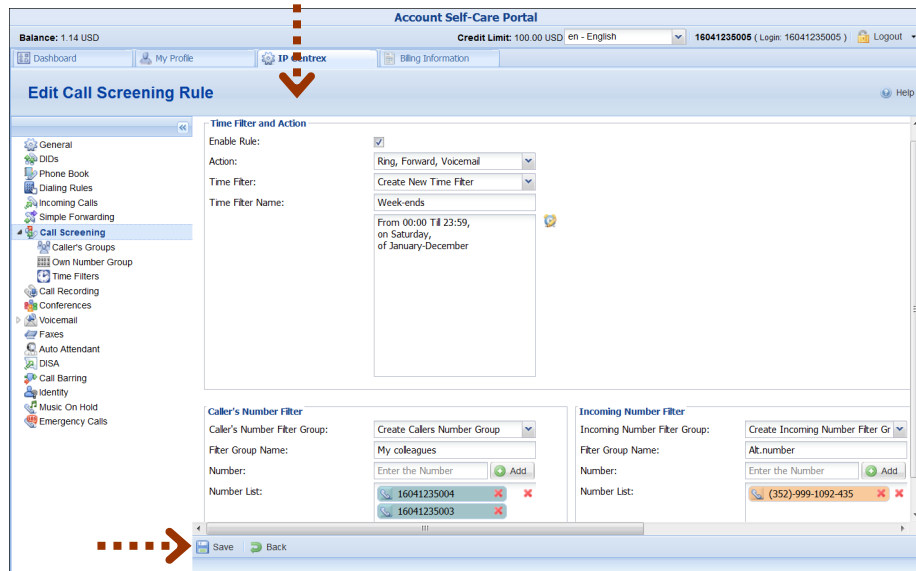 Account Self-Care Portal
Balance: 1.14 USD Credit Limit: 100.00 USD en - English 16041235005 ( Login: 16041235005 ) Logout
Dashboard My Profile IP Centrex Billing Information
Edit Call Screening Rule Help
General
DIDs
Phone Book
Dialing Rules
Incoming Calls
Simple Forwarding
Call Screening
Caller's Groups
Own Number Group
Time Filters
Call Recording
Conferences
Voicemail
Faxes
Auto Attendant
DISA
Call Barring
Identity
Music On Hold
Emergency Calls
Time Filter and Action
Enable Rule:
Action: Ring, Forward, Voicemail
Time Filter: Create New Time Filter
Time Filter Name: Week-ends
From 00:00 Till 23:59,
on Saturday,
of January-December
Caller's Number Filter
Caller's Number Filter Group: Create Callers Number Group
Filter Group Name: My colleagues
Number: Enter the Number Add
Number List: 16041235004
16041235003
Incoming Number Filter
Incoming Number Filter Group: Create Incoming Number Filter Gr
Filter Group Name: Alt.number
Number: Enter the Number Add
Number List: (352)-999-1092-435
Save Back